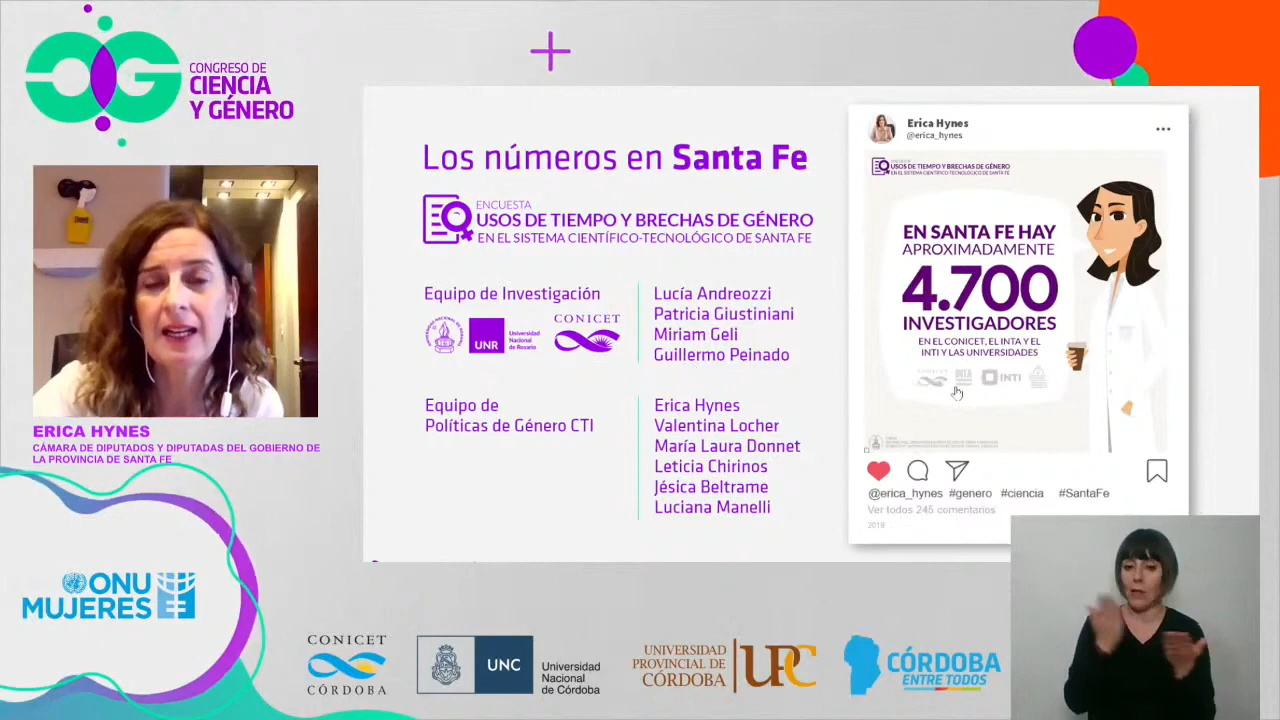 CONGRESO DE
CIENCIA
Y GÉNERO
ERICA HYNES
CÁMARA DE DIPUTADOS Y DIPUTADAS DEL GOBIERNO DE
LA PROVINCIA DE SANTA FE
Los números en Santa Fe
ENCUESTA
USOS DE TIEMPO Y BRECHAS DE GÉNERO
EN EL SISTEMA CIENTÍFICO-TECNOLÓGICO DE SANTA FE
Equipo de Investigación
UNR
Universidad
Nacional
de Rosario
CONICET
Lucía Andreozzi
Patricia Giustiniani
Miriam Geli
Guillermo Peinado
Equipo de
Políticas de Género CTI
Erica Hynes
Valentina Locher
María Laura Donnet
Leticia Chirinos
Jésica Beltrame
Luciana Manelli
Erica Hynes
@erica_hynes
ENCUESTA
USOS DE TIEMPO Y BRECHAS DE GÉNERO
EN EL SISTEMA CIENTÍFICO-TECNOLÓGICO DE SANTA FE
EN SANTA FE HAY
APROXIMADAMENTE
4.700
INVESTIGADORES
EN EL CONICET, EL INTA Y EL
INTI Y LAS UNIVERSIDADES
CONICET
INTA
INTI
@erica_hynes #genero #ciencia #SantaFe
Ver todos 245 comentarios
2019
ONU
MUJERES
CONICET
CÓRDOBA
UNC
Universidad
Nacional
de Córdoba
UNIVERSIDAD
PROVINCIAL DE
CÓRDOBA
UPC
CÓRDOBA
ENTRE TODOS